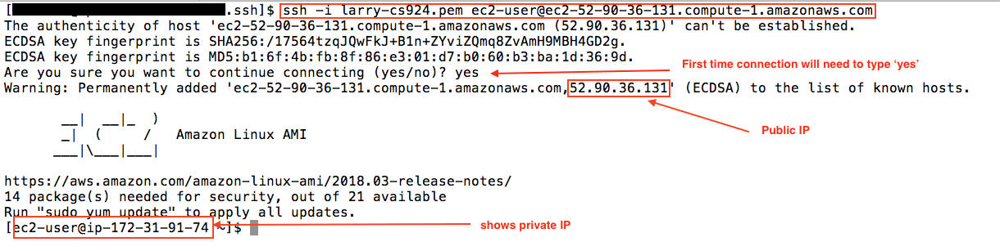 [ .ssh]$ ssh -i larry-cs924.pem ec2-user@ec2-52-90-36-131.compute-1.amazonaws.com
The authenticity of host 'ec2-52-90-36-131.compute-1.amazonaws.com (52.90.36.131)' can't be established.
ECDSA key fingerprint is SHA256:/17564tzqJQwFkJ+B1n+ZYviZQmq8ZvAmH9MBH4GD2g.
ECDSA key fingerprint is MD5:b1:6f:4b:fb:8f:86:e3:01:d7:b0:60:b3:ba:1d:36:9d.
Are you sure you want to continue connecting (yes/no)? yes
First time connection will need to type ‘yes’
Warning: Permanently added 'ec2-52-90-36-131.compute-1.amazonaws.com,52.90.36.131' (ECDSA) to the list of known hosts.
Public IP
__|  __|_  )
_|  (     /   Amazon Linux AMI
___|\___|___|
https://aws.amazon.com/amazon-linux-ami/2018.03-release-notes/
14 package(s) needed for security, out of 21 available
Run "sudo yum update" to apply all updates.
[ec2-user@ip-172-31-91-74 ~]$
shows private IP